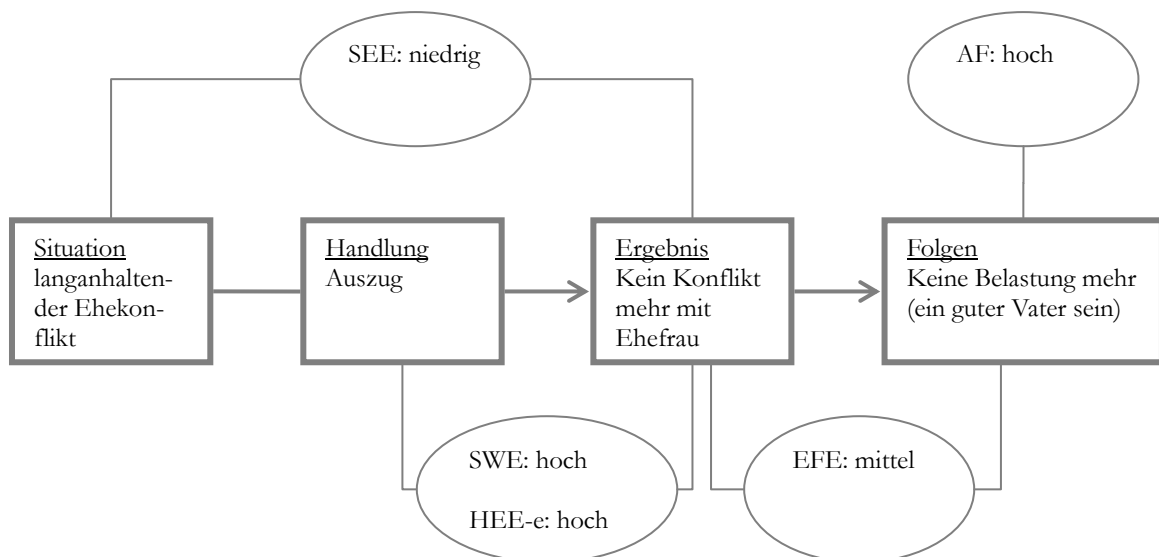 SEE: niedrig
AF: hoch
Situation
langanhalten-
der Ehekon-
flikt
Handlung
Auszug
Ergebnis
Kein Konflikt
mehr mit
Ehefrau
Folgen
Keine Belastung mehr
(ein guter Vater sein)
SWE: hoch
HEE-e: hoch
EFE: mittel